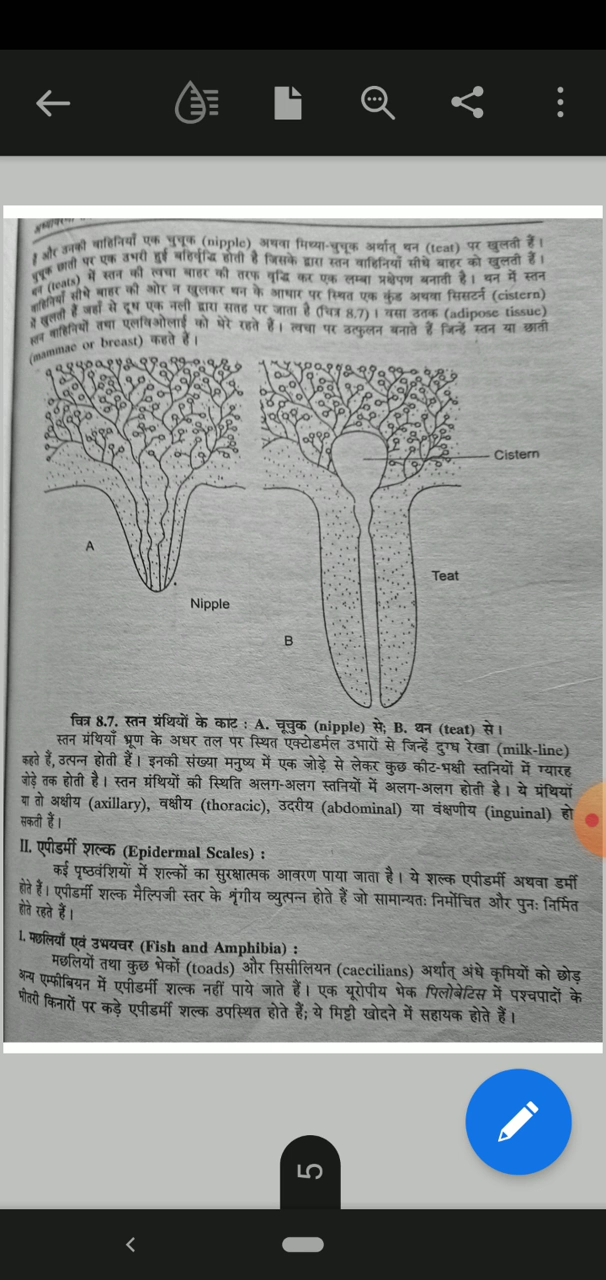 है और उनकी वाहिनियाँ एक चुचूक (nipple) अथवा मिथ्या-चुचूक अर्थात् थन (teat) पर खुलती हैं।
चुचूक छाती पर एक उभरी हुई बहिर्वृद्धि होती है जिसके द्वारा स्तन वाहिनियाँ सीधे बाहर को खुलती हैं।
थन (teats) में स्तन की त्वचा बाहर की तरफ वृद्धि कर एक लम्बा प्रक्षेपण बनाती है। थन में स्तन
वाहिनियाँ सीधे बाहर की ओर न खुलकर थन के आधार पर स्थित एक कुंड अथवा सिसटर्न (cistern)
में खुलती हैं जहाँ से दूध एक नली द्वारा सतह पर जाता है (चित्र 8.7)। वसा उतक (adipose tissue)
स्तन वाहिनियों तथा एलविओलाई को घेरे रहते हैं। त्वचा पर उत्फुलन बनाते हैं जिन्हें स्तन या छाती
(mammae or breast) कहते हैं।
Cistern
A
Teat
Nipple
B
चित्र 8.7. स्तन ग्रंथियों के काट : A. चूचुक (nipple) से; B. थन (teat) से।
स्तन ग्रंथियाँ भ्रूण के अधर तल पर स्थित एक्टोडर्मल उभारों से जिन्हें दुग्ध रेखा (milk-line)
कहते हैं, उत्पन्न होती हैं। इनकी संख्या मनुष्य में एक जोड़े से लेकर कुछ कीट-भक्षी स्तनियों में ग्यारह
जोड़े तक होती है। स्तन ग्रंथियों की स्थिति अलग-अलग स्तनियों में अलग-अलग होती है। ये ग्रंथियां
या तो अक्षीय (axillary), वक्षीय (thoracic), उदरीय (abdominal) या वंक्षणीय (inguinal) हो
सकती हैं।
II. एपीडर्मी शल्क (Epidermal Scales) :
कई पृष्ठवंशियों में शल्कों का सुरक्षात्मक आवरण पाया जाता है। ये शल्क एपीडर्मी अथवा डर्मी
होते हैं। एपीडर्मी शल्क मैल्पिजी स्तर के शृंगीय व्युत्पन्न होते हैं जो सामान्यतः निर्मोचित और पुनः निर्मित
होते रहते हैं।
I. मछलियाँ एवं उभयचर (Fish and Amphibia) :
मछलियों तथा कुछ भेकों (toads) और सिसीलियन (caecilians) अर्थात् अंधे कृमियों को छोड़
अन्य एम्फीबियन में एपीडर्मी शल्क नहीं पाये जाते हैं। एक यूरोपीय भेक पिलोबेटिस में पश्चपादों के
भीतरी किनारों पर कड़े एपीडर्मी शल्क उपस्थित होते हैं; ये मिट्टी खोदने में सहायक होते हैं।
5